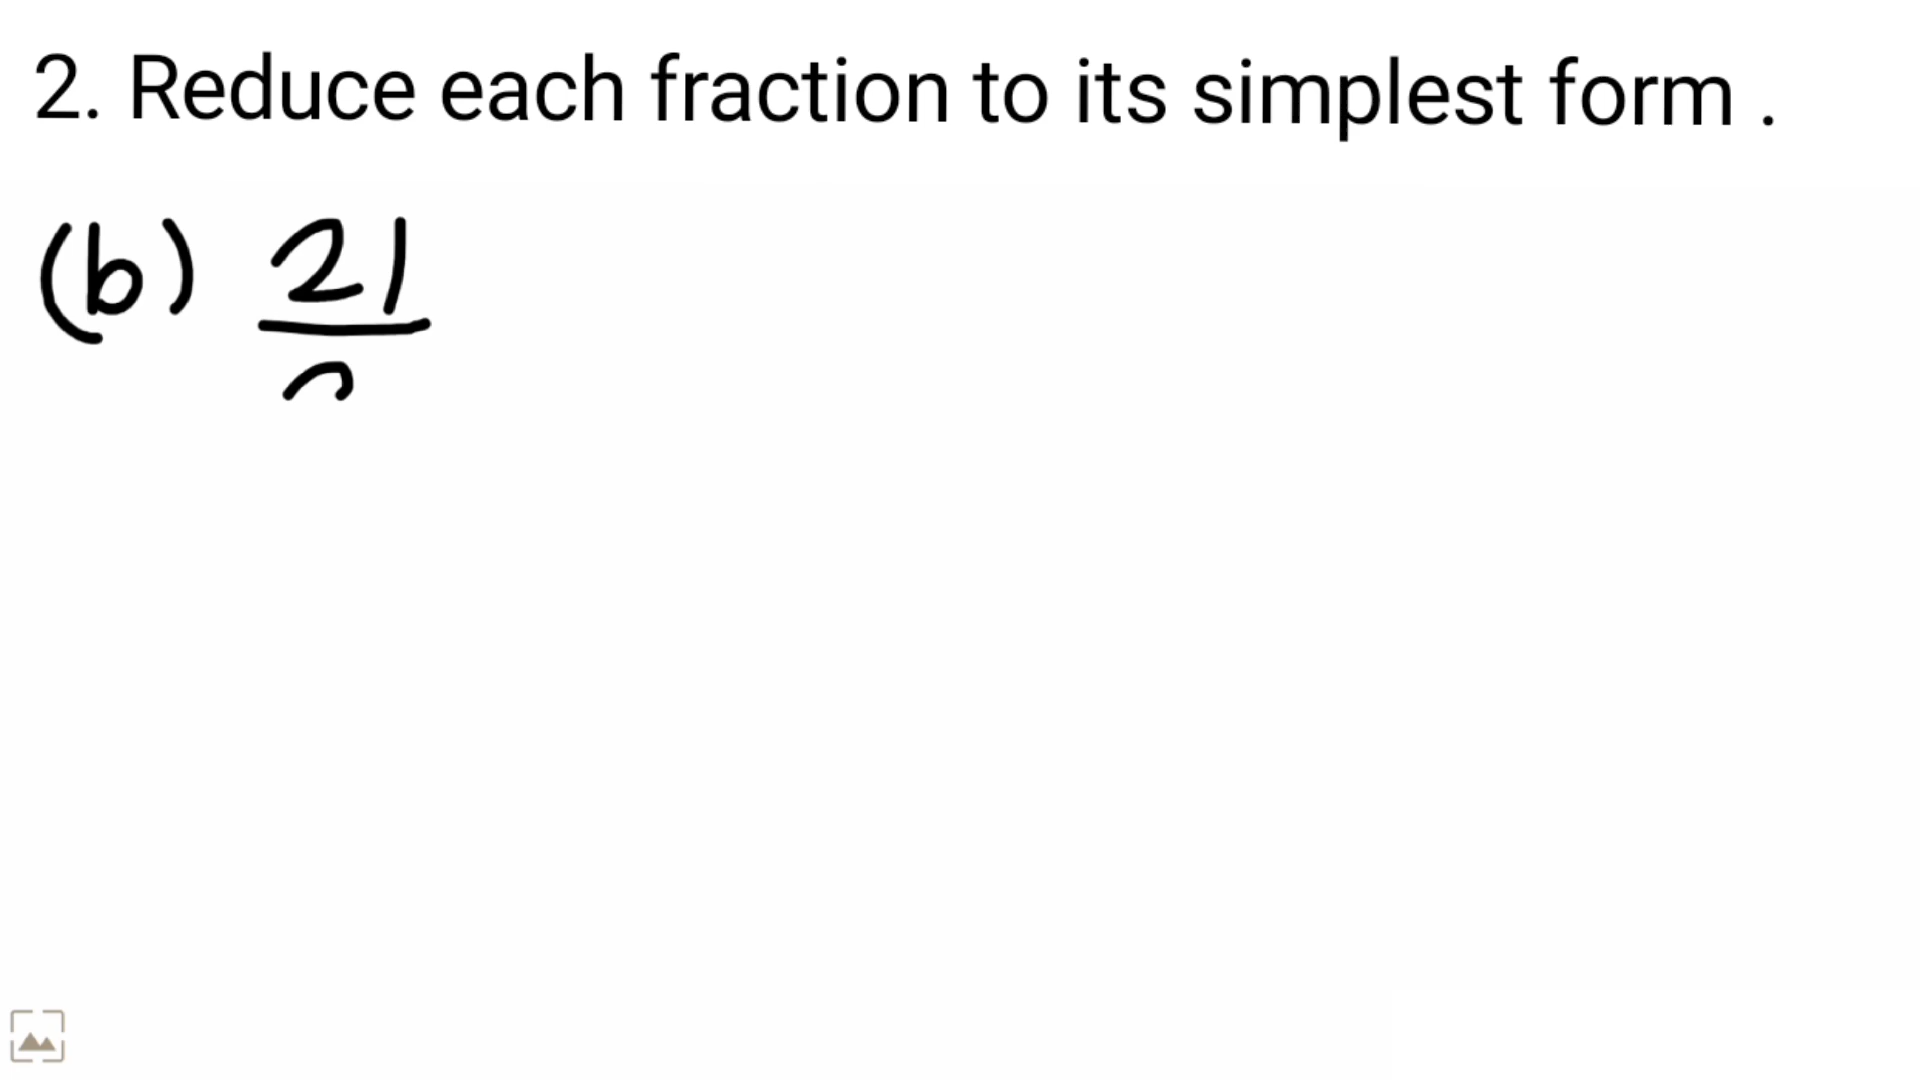 2. Reduce each fraction to its simplest form .
(b) 21